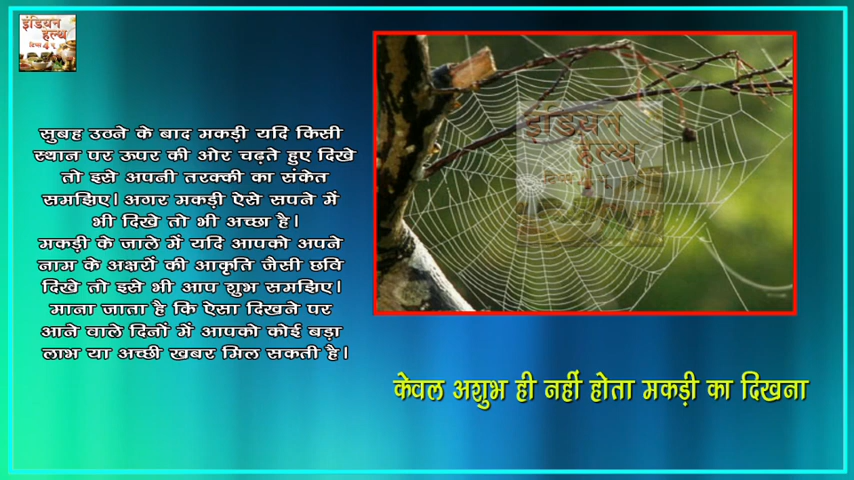 इंडियन
हेल्थ
सुबह उठने के बाद मकड़ी यदि किसी
स्थान पर ऊपर की ओर चढ़ते हुए दिखे
तो इसे अपनी तरक्की का संकेत
समझिए। अगर मकड़ी ऐसे सपने में
भी दिखे तो भी अच्छा है।
मकड़ी के जाले में यदि आपको अपने
नाम के अक्षरों की आकृति जैसी छवि
दिखे तो इसे भी आप शुभ समझिए।
माना जाता है कि ऐसा दिखने पर
आने वाले दिनों में आपको कोई बड़ा
लाभ या अच्छी खबर मिल सकती है।
इंडियन
हेल्थ
केवल अशुभ ही नहीं होता मकड़ी का दिखना